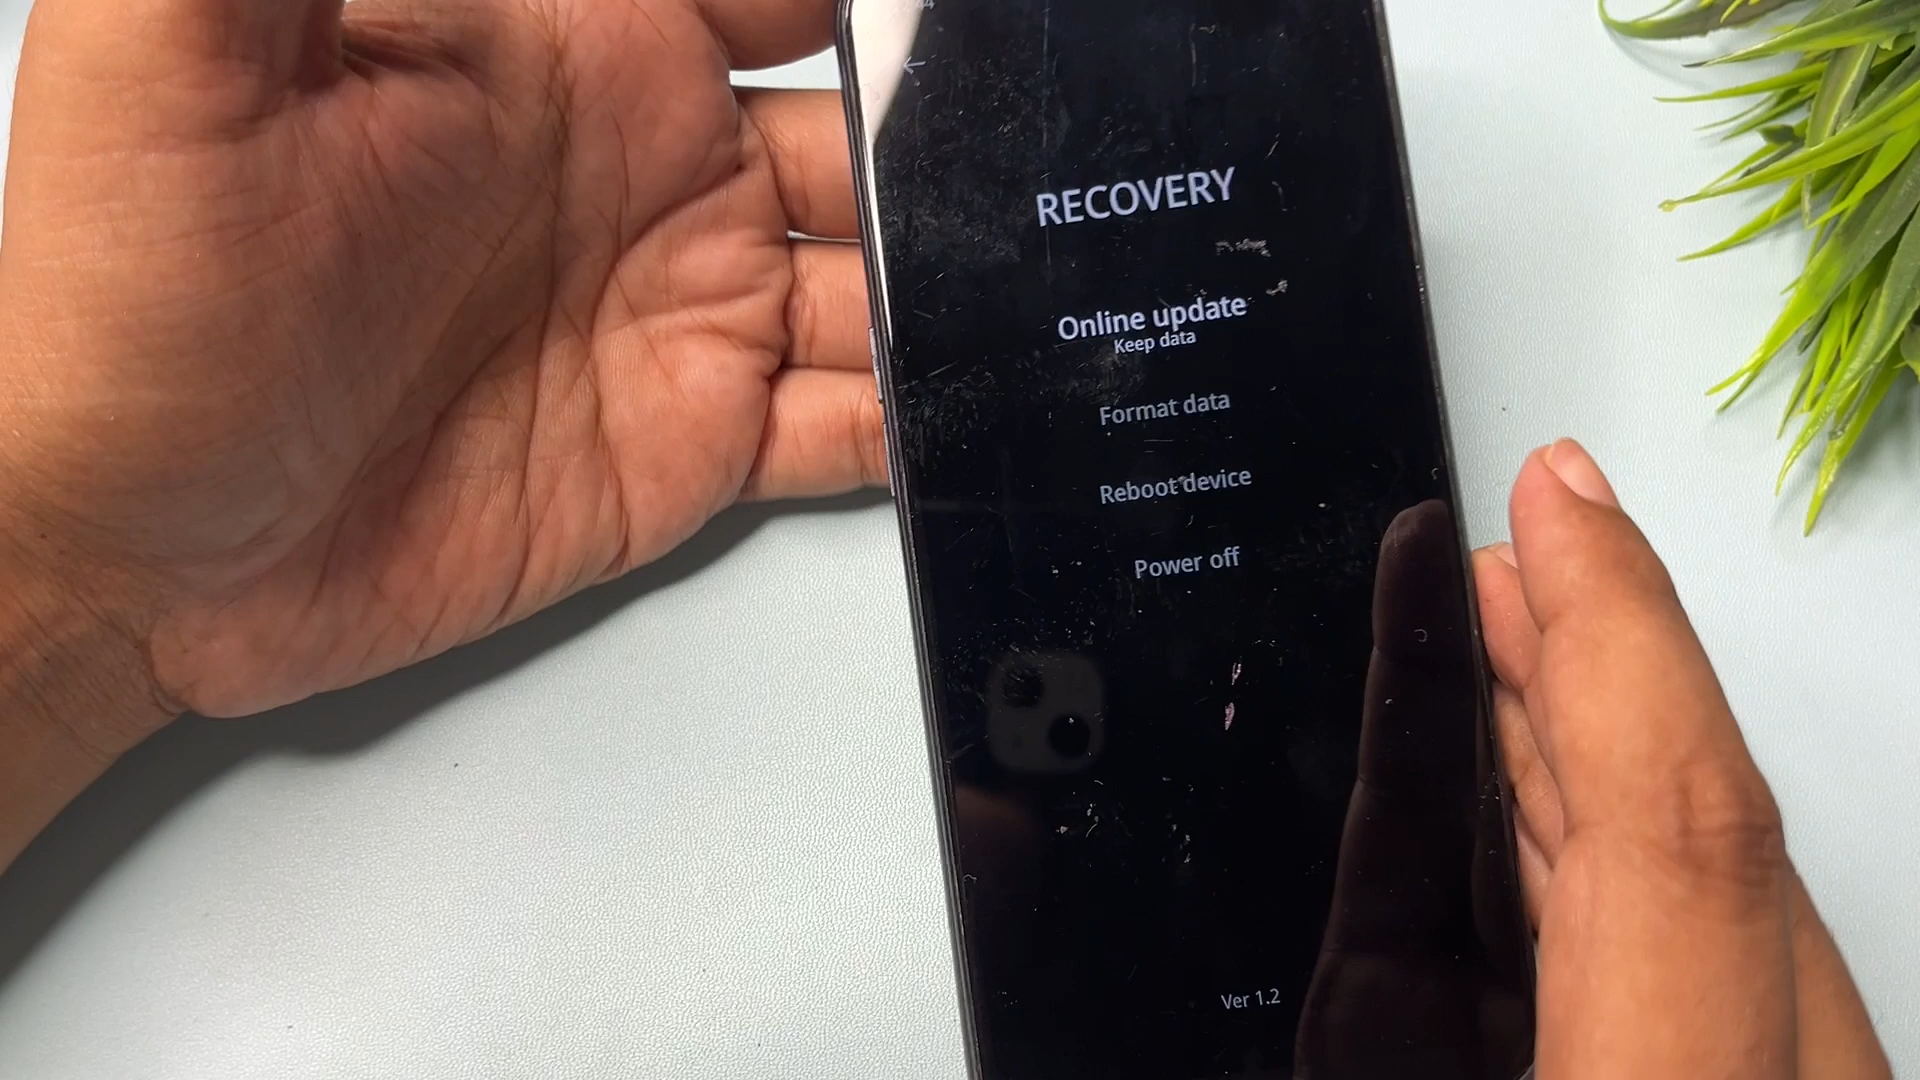 RECOVERY
Online update
Keep data
Format data
Reboot device
Power off
Ver 1.2